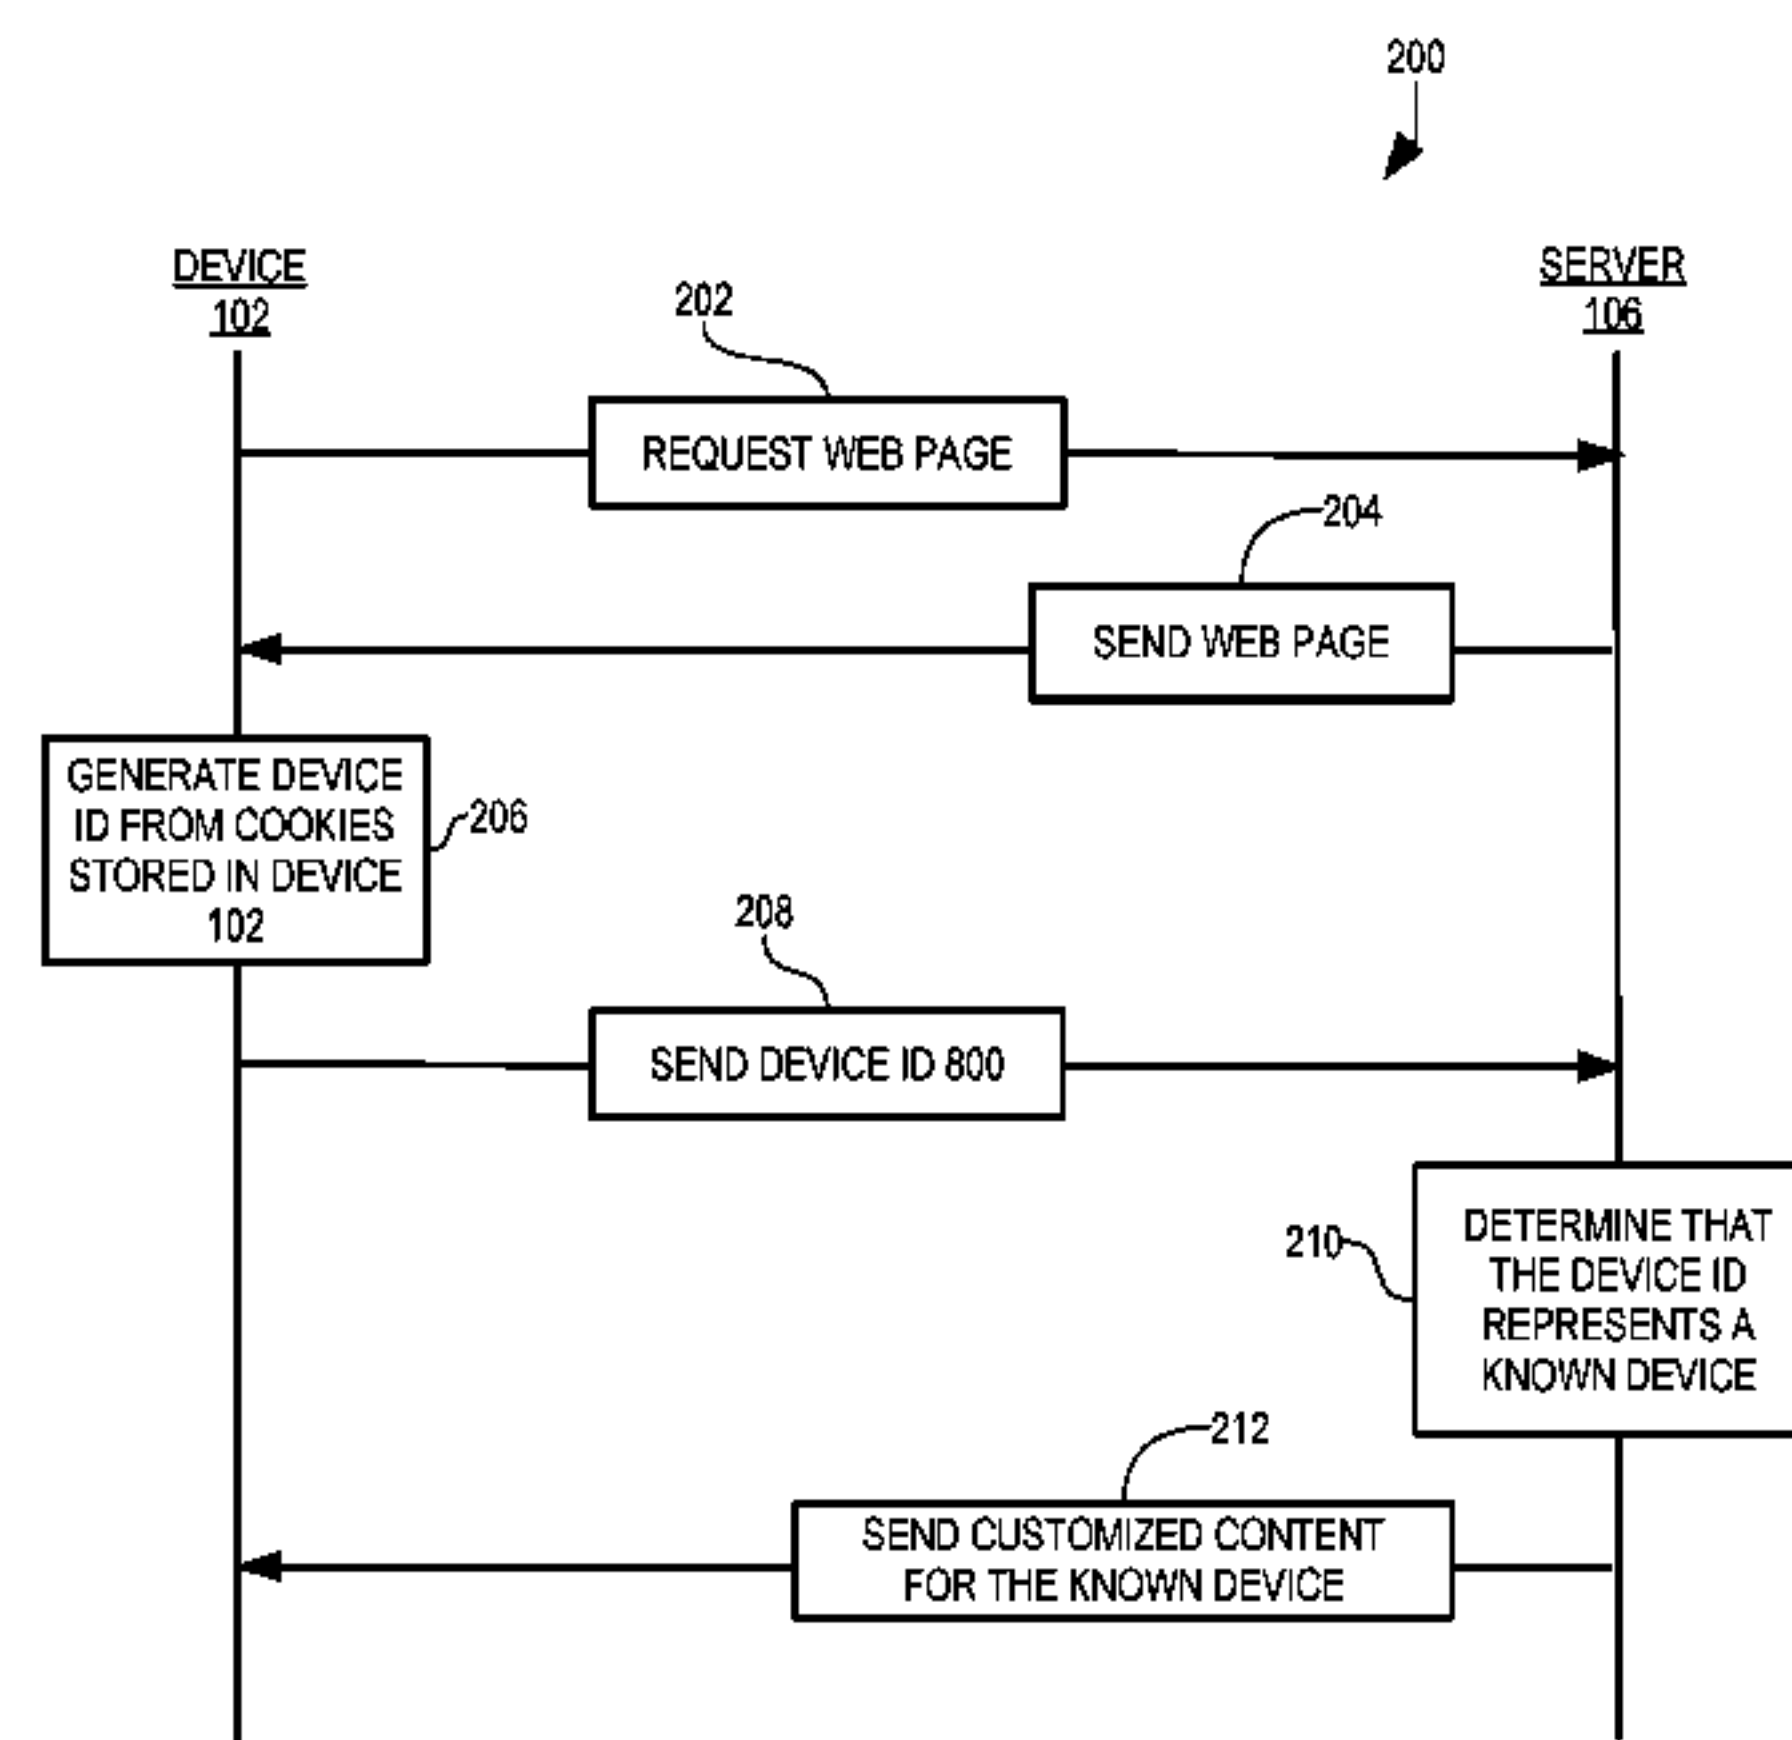 200
DEVICE
102
SERVER
106
202
REQUEST WEB PAGE
204
SEND WEB PAGE
GENERATE DEVICE
ID FROM COOKIES
STORED IN DEVICE
102
206
208
SEND DEVICE ID 800
210
DETERMINE THAT
THE DEVICE ID
REPRESENTS A
KNOWN DEVICE
212
SEND CUSTOMIZED CONTENT
FOR THE KNOWN DEVICE